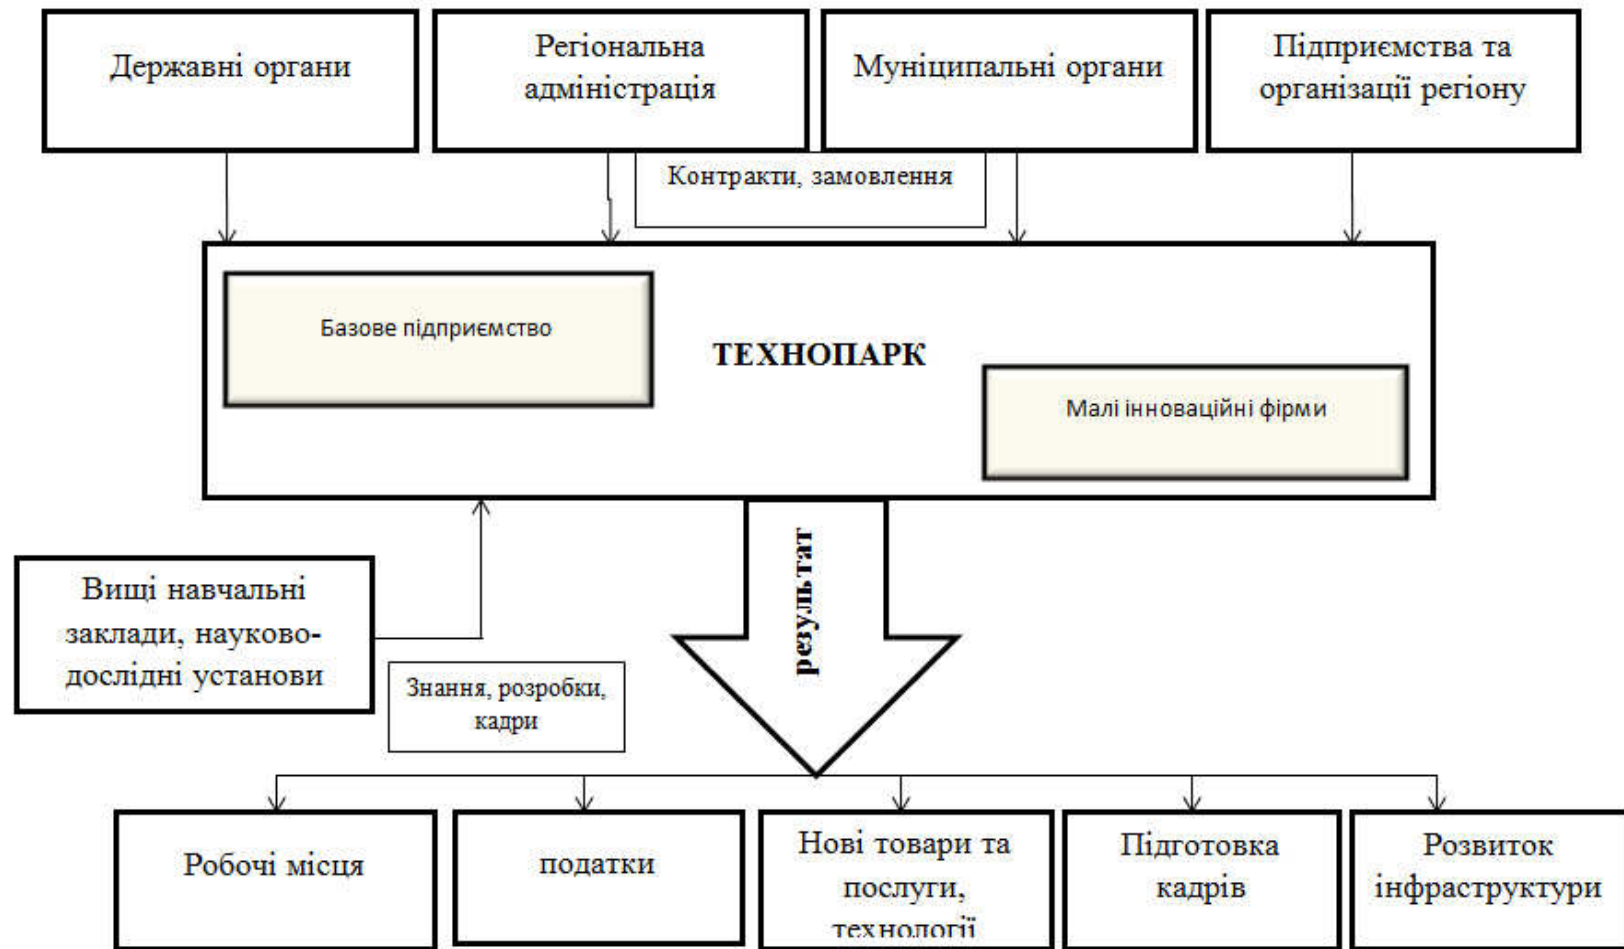 Державні органи
Регіональна
адміністрація
Муніципальні органи
Підприємства та
організації регіону
Контракти, замовлення
Базове підприємство
ТЕХНОПАРК
Малі інноваційні фірми
результат
Вищі навчальні
заклади, науково-
дослідні установи
Знання, розробки,
кадри
Робочі місця
податки
Нові товари та
послуги,
технології
Підготовка
кадрів
Розвиток
інфраструктури